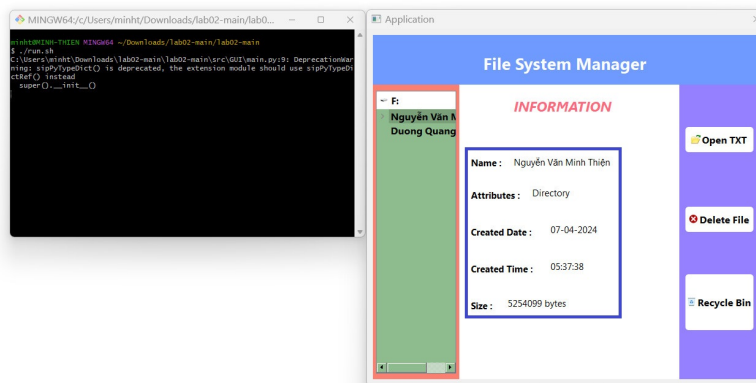 MINGW64:/c/Users/minht/Downloads/lab02-main/lab0...
minht@MINH-THIEN MINGW64 ~/Downloads/lab02-main/lab02-main
$ ./run.sh
C:\Users\minht\Downloads\lab02-main\lab02-main\src\GUI\main.py:9: DeprecationWar
ning: sipPyTypeDict() is deprecated, the extension module should use sipPyTypeDi
ctRef() instead
super().__init__()
Application
File System Manager
F:
Nguyễn Văn M
Duong Quang
INFORMATION
Name : Nguyễn Văn Minh Thiện
Attributes : Directory
Created Date : 07-04-2024
Created Time : 05:37:38
Size : 5254099 bytes
Open TXT
Delete File
Recycle Bin